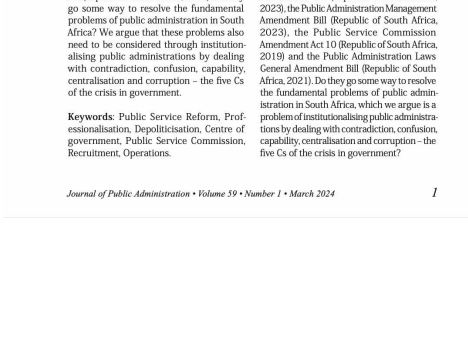 go some way to resolve the fundamental
problems of public administration in South
Africa? We argue that these problems also
need to be considered through institution-
alising public administrations by dealing
with contradiction, confusion, capability,
centralisation and corruption – the five Cs
of the crisis in government.
Keywords: Public Service Reform, Prof-
essionalisation, Depoliticisation, Centre of
government, Public Service Commission,
Recruitment, Operations.
2023), the Public Administration Management
Amendment Bill (Republic of South Africa,
2023), the Public Service Commission
Amendment Act 10 (Republic of South Africa,
2019) and the Public Administration Laws
General Amendment Bill (Republic of South
Africa, 2021). Do they go some way to resolve
the fundamental problems of public admin-
istration in South Africa, which we argue is a
problem of institutionalising public administra-
tions by dealing with contradiction, confusion,
capability, centralisation and corruption – the
five Cs of the crisis in government?
Journal of Public Administration • Volume 59 • Number 1 • March 2024
1